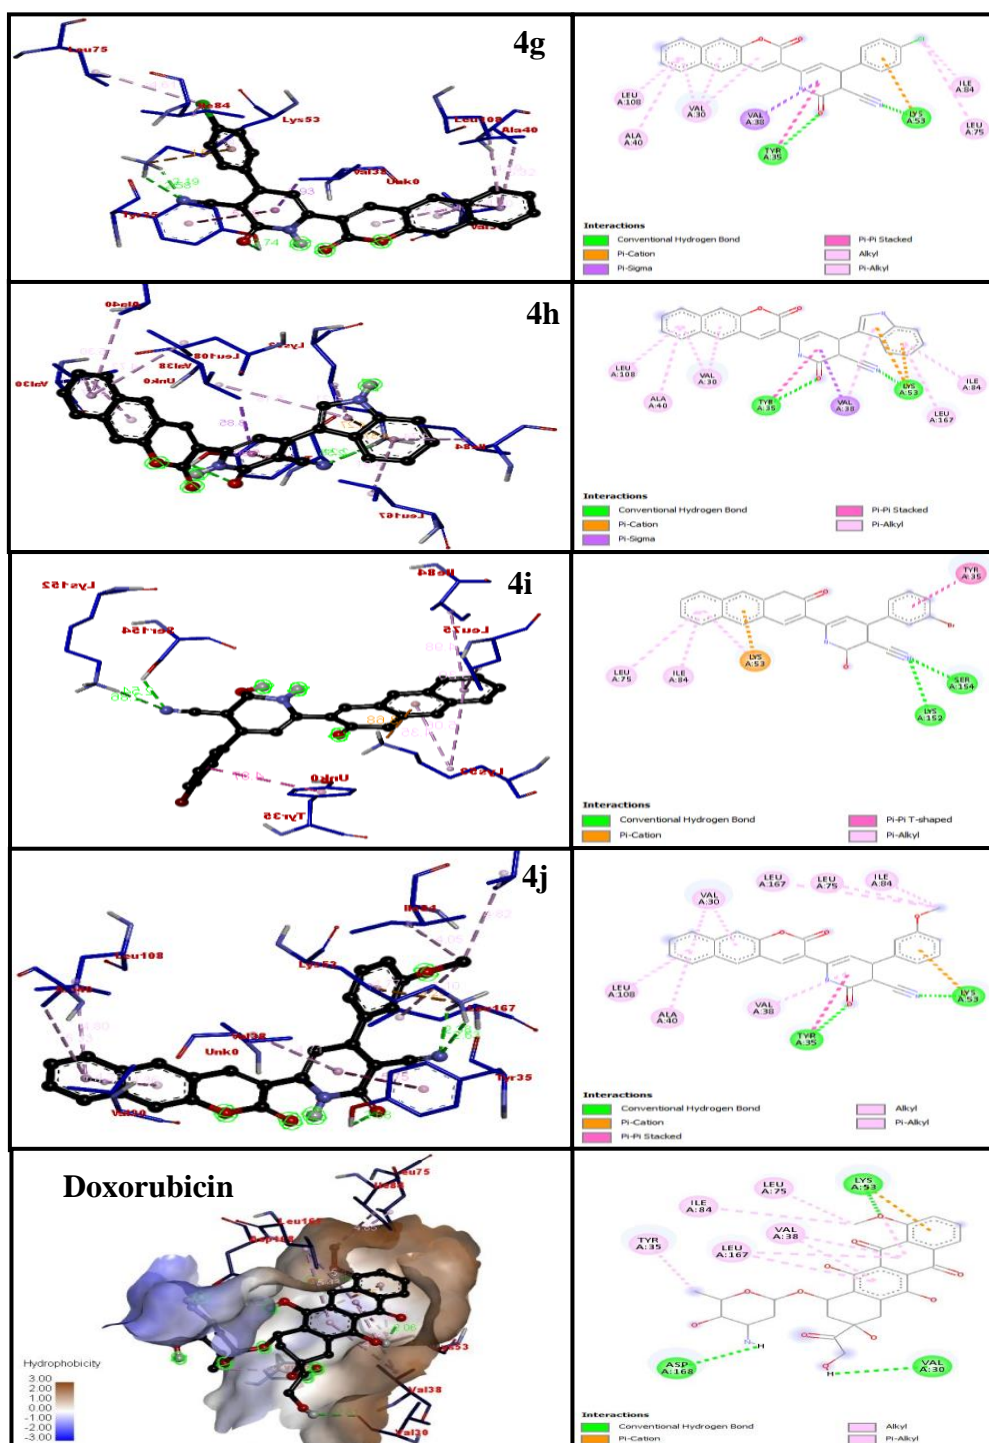 4g
Leu75
Lys53
Ala40
Val38
Unk0
Tyr35
2.19
LEU
A:108
ALA
A:40
VAL
A:30
VAL
A:38
TYR
A:35
LYS
A:53
ILE
A:84
LEU
A:75
Interactions
Conventional Hydrogen Bond
Pi-Cation
Pi-Sigma
Pi-Pi Stacked
Alkyl
Pi-Alkyl
4h
Ala40
Leu108
Val38
Unk0
Val30
Leu167
LEU
A:108
ALA
A:40
VAL
A:30
TYR
A:35
VAL
A:38
LYS
A:53
LEU
A:167
ILE
A:84
Interactions
Conventional Hydrogen Bond
Pi-Cation
Pi-Sigma
Pi-Pi Stacked
Pi-Alkyl
4i
Lys152
Ser154
Ile84
Leu75
Unk0
Tyr35
TYR
A:35
LEU
A:75
ILE
A:84
LYS
A:53
SER
A:154
LYS
A:152
Br
Interactions
Conventional Hydrogen Bond
Pi-Cation
Pi-Pi T-shaped
Pi-Alkyl
4j
Leu108
Lys53
Val38
Unk0
Tyr35
LEU
A:167
LEU
A:75
ILE
A:84
VAL
A:30
LEU
A:108
ALA
A:40
VAL
A:38
TYR
A:35
LYS
A:53
Interactions
Conventional Hydrogen Bond
Pi-Cation
Pi-Pi Stacked
Alkyl
Pi-Alkyl
Doxorubicin
Leu75
Val38
Val30
Hydrophobicity
3.00
2.00
1.00
0.00
-1.00
-2.00
-3.00
LYS
A:53
LEU
A:75
ILE
A:84
VAL
A:38
TYR
A:35
LEU
A:167
ASP
A:168
VAL
A:30
Interactions
Conventional Hydrogen Bond
Pi-Cation
Alkyl
Pi-Alkyl